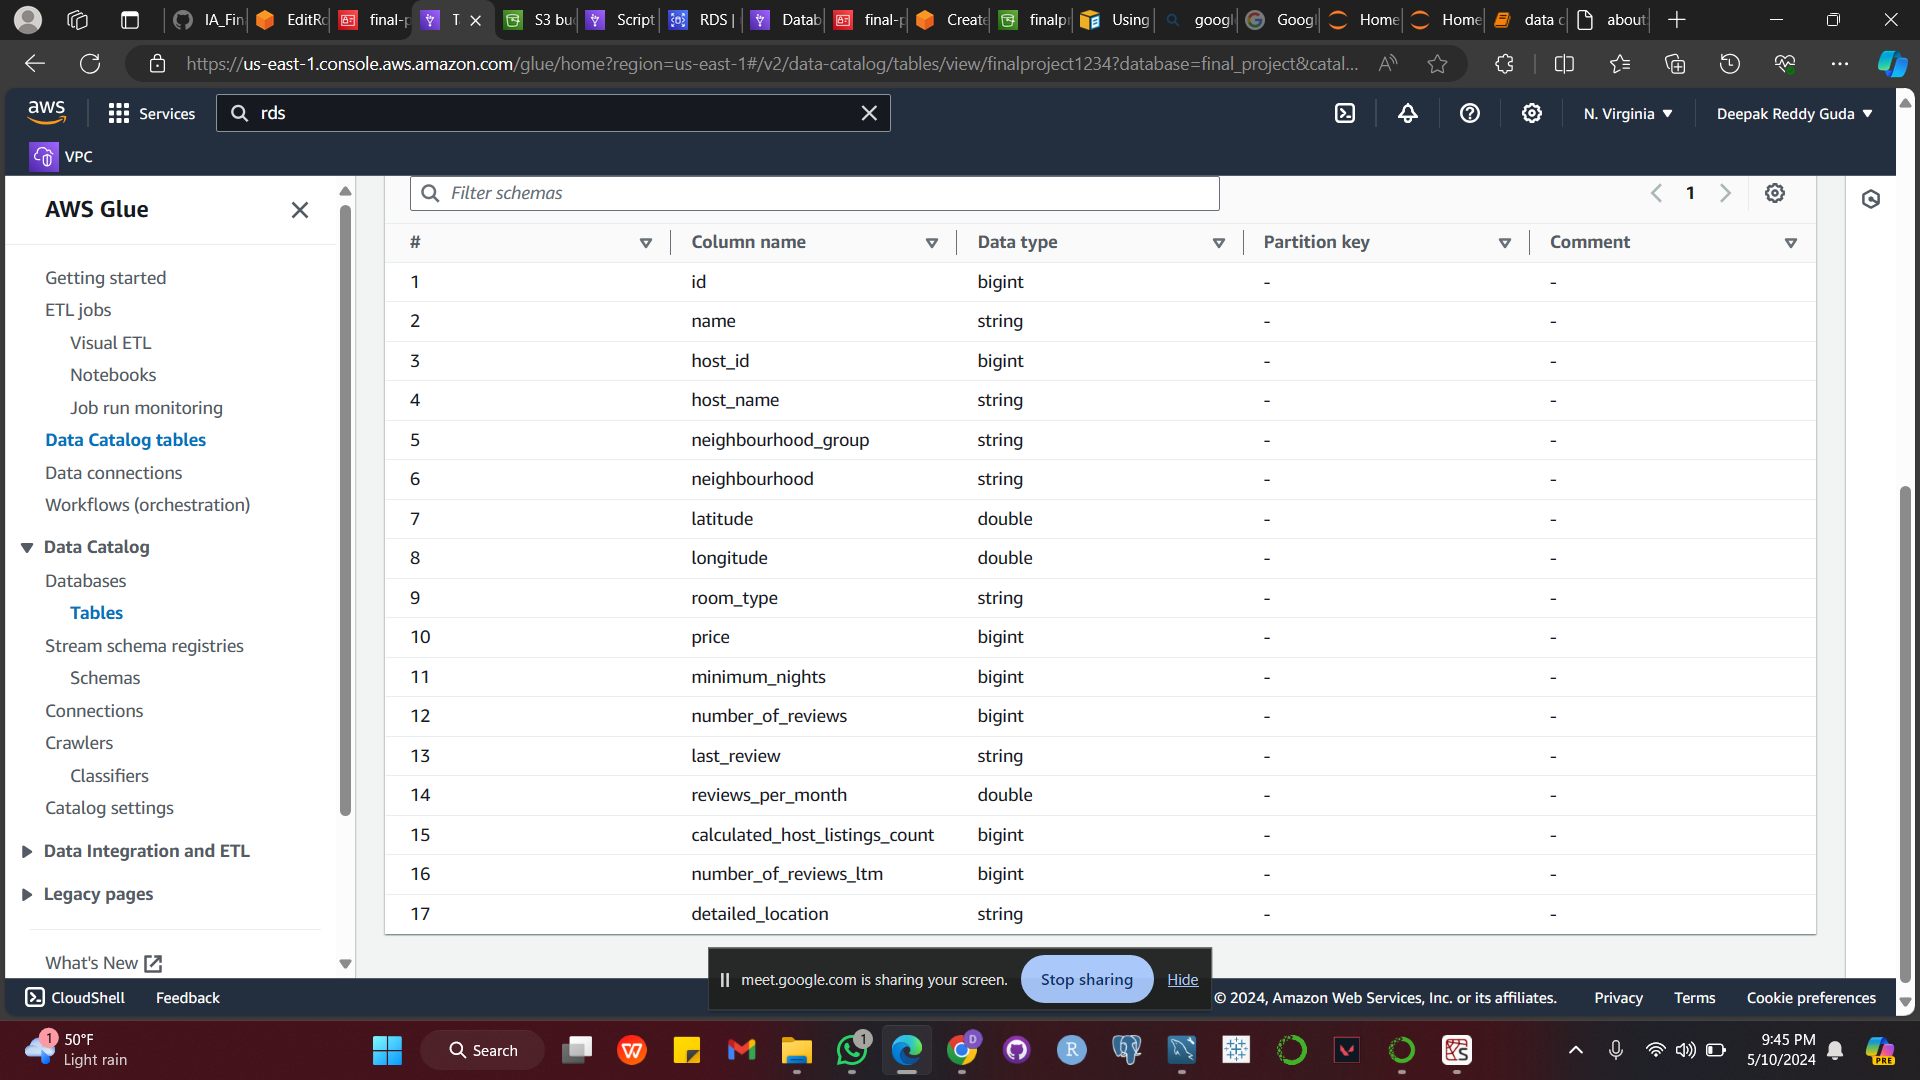 IA_Fin
EditRo
final-p
T
S3 bu
Script
RDS |
Datab
final-p
Create
finalpr
Using
googl
Googl
Home
Home
data c
about:
https://us-east-1.console.aws.amazon.com/glue/home?region=us-east-1#/v2/data-catalog/tables/view/finalproject1234?database=final_project&catal...
aws
Services
rds
N. Virginia
Deepak Reddy Guda
VPC
AWS Glue
Getting started
ETL jobs
Visual ETL
Notebooks
Job run monitoring
Data Catalog tables
Data connections
Workflows (orchestration)
Data Catalog
Databases
Tables
Stream schema registries
Schemas
Connections
Crawlers
Classifiers
Catalog settings
Data Integration and ETL
Legacy pages
What's New
Filter schemas
1
# Column name Data type Partition key Comment
1 id bigint - -
2 name string - -
3 host_id bigint - -
4 host_name string - -
5 neighbourhood_group string - -
6 neighbourhood string - -
7 latitude double - -
8 longitude double - -
9 room_type string - -
10 price bigint - -
11 minimum_nights bigint - -
12 number_of_reviews bigint - -
13 last_review string - -
14 reviews_per_month double - -
15 calculated_host_listings_count bigint - -
16 number_of_reviews_ltm bigint - -
17 detailed_location string - -
meet.google.com is sharing your screen. Stop sharing Hide
CloudShell Feedback © 2024, Amazon Web Services, Inc. or its affiliates. Privacy Terms Cookie preferences
1
50°F
Light rain
Search
1
D
R
9:45 PM
5/10/2024
PRE